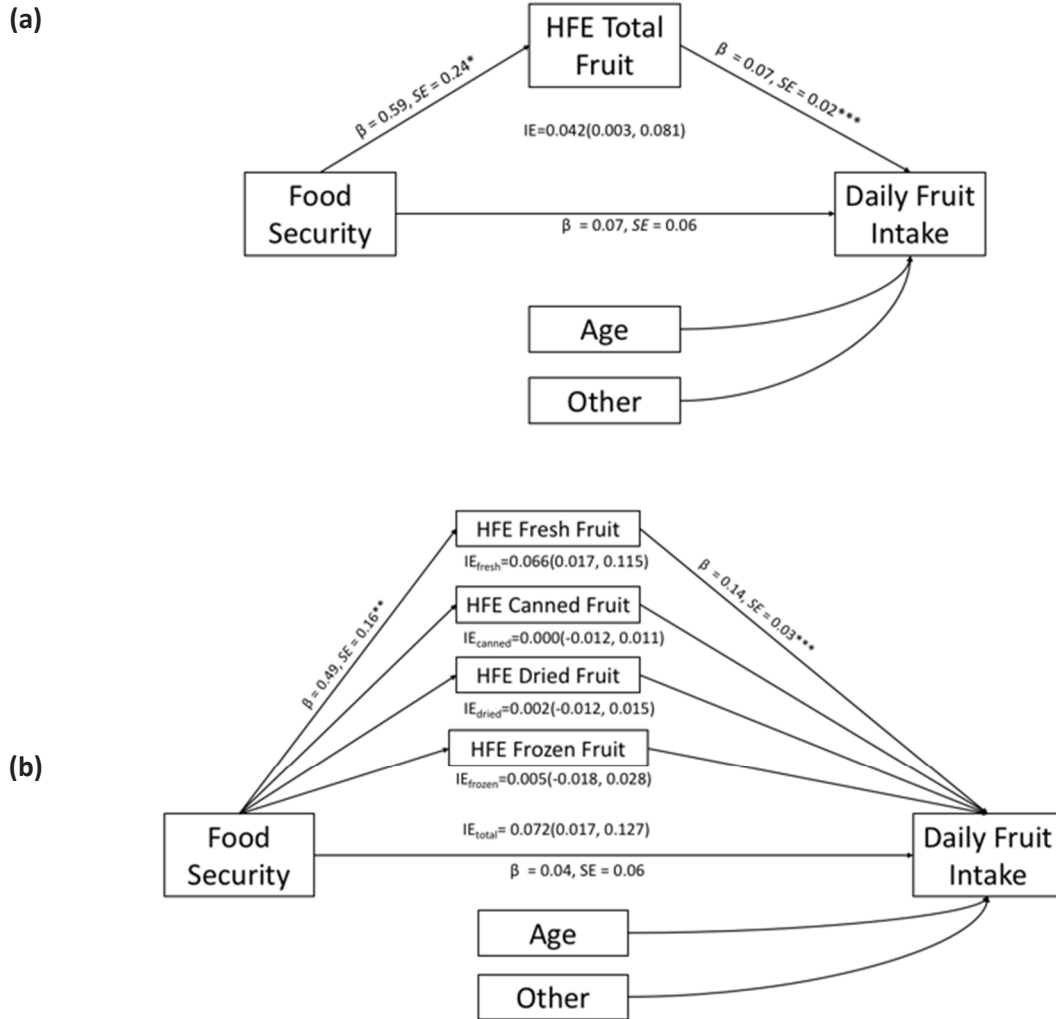 (a)
HFE Total
Fruit
β = 0.59, SE = 0.24*
β = 0.07, SE = 0.02***
IE=0.042(0.003, 0.081)
Food
Security
Daily Fruit
Intake
β = 0.07, SE = 0.06
Age
Other
(b)
HFE Fresh Fruit
IEfresh=0.066(0.017, 0.115)
β = 0.49, SE = 0.16**
β = 0.14, SE = 0.03***
HFE Canned Fruit
IEcanned=0.000(-0.012, 0.011)
HFE Dried Fruit
IEdried=0.002(-0.012, 0.015)
HFE Frozen Fruit
IEfrozen=0.005(-0.018, 0.028)
IEtotal= 0.072(0.017, 0.127)
Food
Security
Daily Fruit
Intake
β = 0.04, SE = 0.06
Age
Other